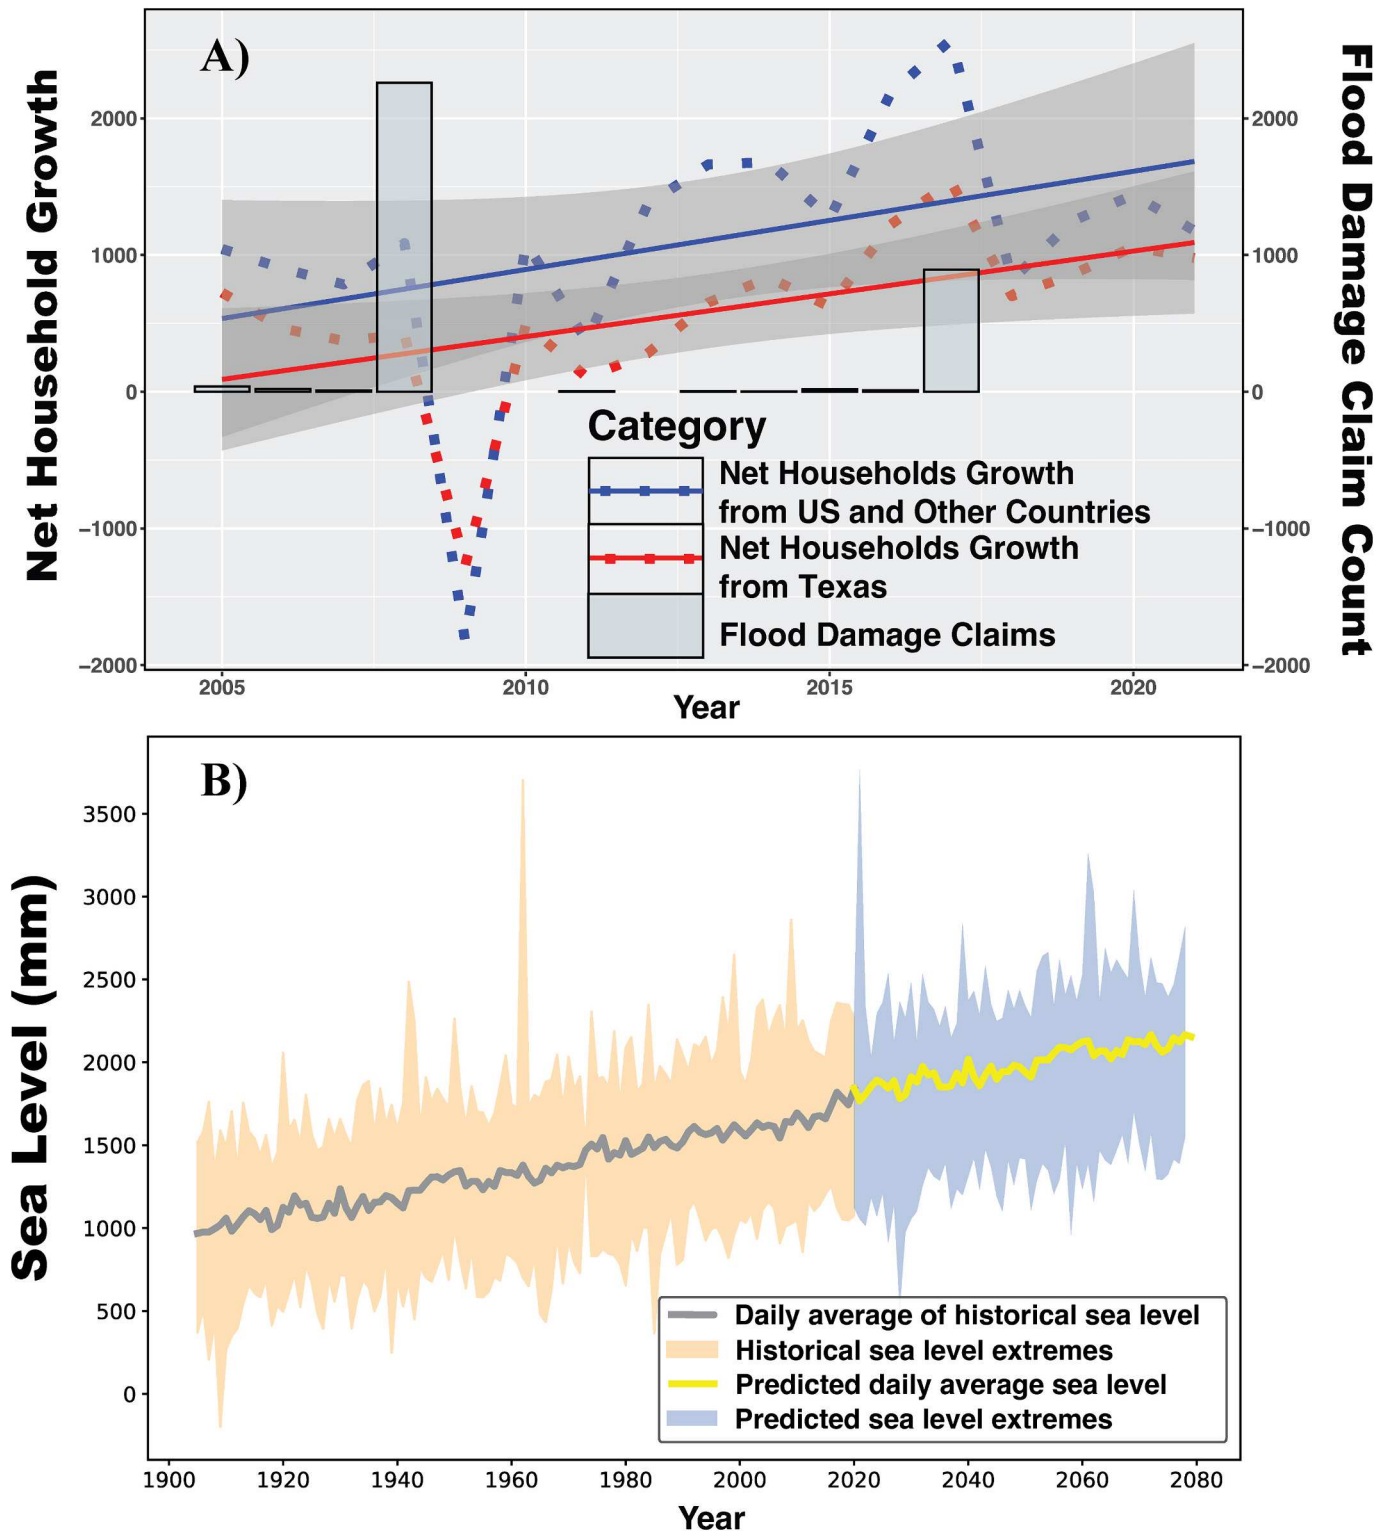 A)
Net Household Growth
Flood Damage Claim Count
2000
1000
0
−1000
−2000
2000
1000
0
−1000
−2000
Category
Net Households Growth
from US and Other Countries
Net Households Growth
from Texas
Flood Damage Claims
2005
2010
2015
2020
Year
B)
Sea Level (mm)
3500
3000
2500
2000
1500
1000
500
0
Daily average of historical sea level
Historical sea level extremes
Predicted daily average sea level
Predicted sea level extremes
1900
1920
1940
1960
1980
2000
2020
2040
2060
2080
Year